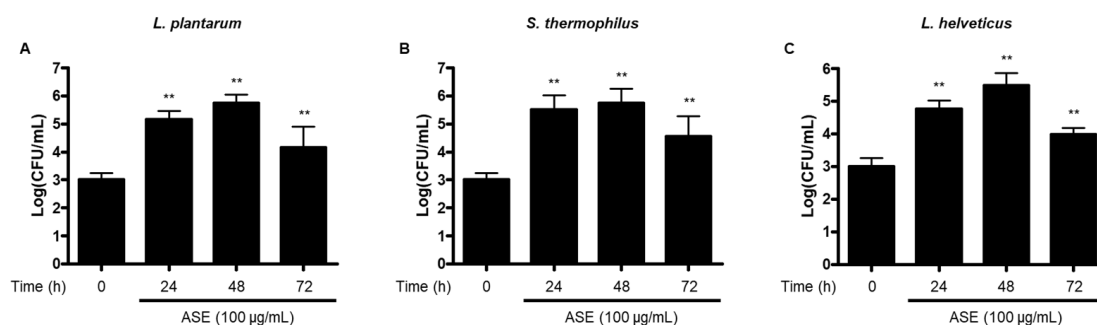 L. plantarum
A
7
6
5
4
3
2
1
0
Log(CFU/mL)
** ** **
Time (h) 0 24 48 72
ASE (100 µg/mL)
S. thermophilus
B
7
6
5
4
3
2
1
0
Log(CFU/mL)
** ** **
Time (h) 0 24 48 72
ASE (100 µg/mL)
L. helveticus
C
6
5
4
3
2
1
0
Log(CFU/mL)
** ** **
Time (h) 0 24 48 72
ASE (100 µg/mL)